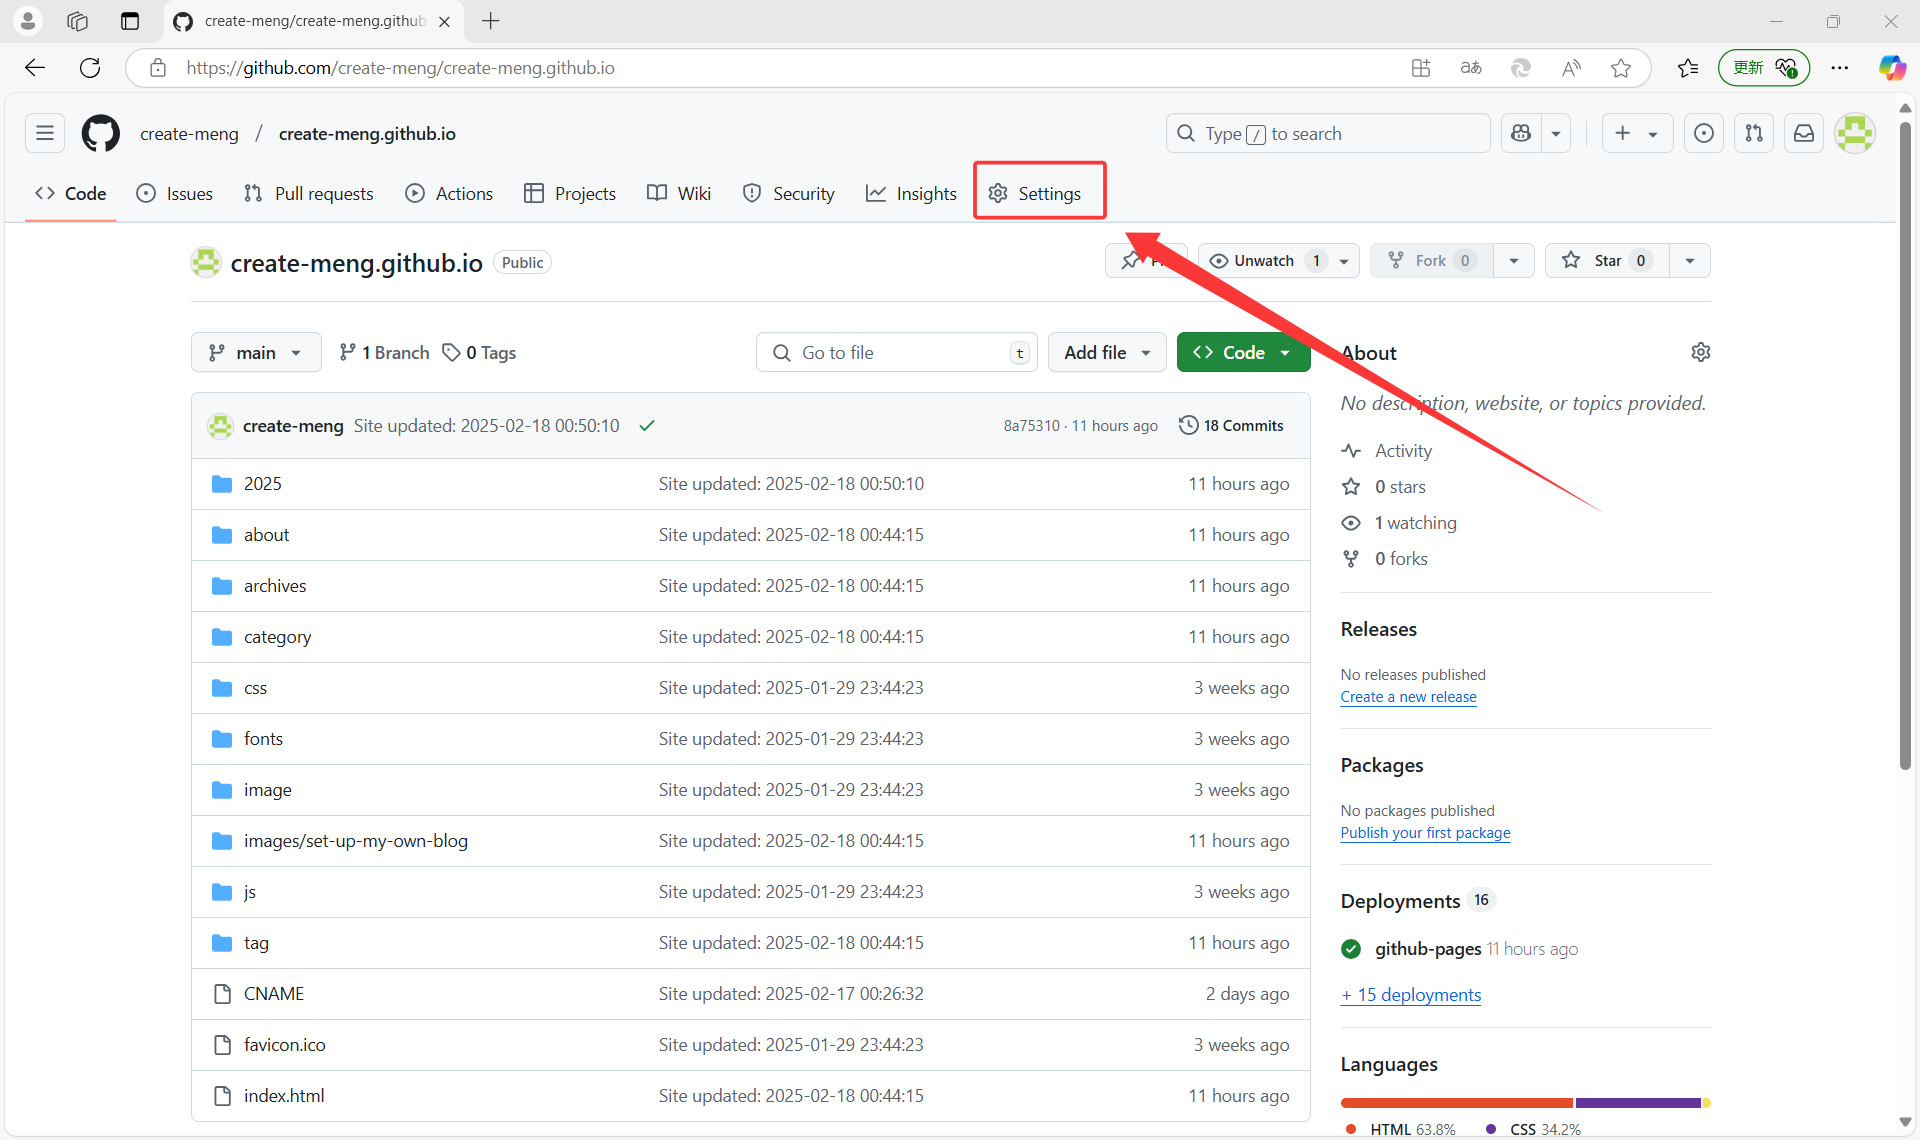 create-meng/create-meng.github
https://github.com/create-meng/create-meng.github.io
aあ
A
更新
create-meng / create-meng.github.io
Type / to search
Code Issues Pull requests Actions Projects Wiki Security Insights Settings
create-meng.github.io Public
Unwatch 1 Fork 0 Star 0
main 1 Branch 0 Tags Go to file t Add file Code
About
No description, website, or topics provided.
create-meng Site updated: 2025-02-18 00:50:10 8a75310 · 11 hours ago 18 Commits
2025 Site updated: 2025-02-18 00:50:10 11 hours ago
about Site updated: 2025-02-18 00:44:15 11 hours ago
archives Site updated: 2025-02-18 00:44:15 11 hours ago
category Site updated: 2025-02-18 00:44:15 11 hours ago
css Site updated: 2025-01-29 23:44:23 3 weeks ago
fonts Site updated: 2025-01-29 23:44:23 3 weeks ago
image Site updated: 2025-01-29 23:44:23 3 weeks ago
images/set-up-my-own-blog Site updated: 2025-02-18 00:44:15 11 hours ago
js Site updated: 2025-01-29 23:44:23 3 weeks ago
tag Site updated: 2025-02-18 00:44:15 11 hours ago
CNAME Site updated: 2025-02-17 00:26:32 2 days ago
favicon.ico Site updated: 2025-01-29 23:44:23 3 weeks ago
index.html Site updated: 2025-02-18 00:44:15 11 hours ago
Activity
0 stars
1 watching
0 forks
Releases
No releases published
Create a new release
Packages
No packages published
Publish your first package
Deployments 16
github-pages 11 hours ago
+ 15 deployments
Languages
HTML 63.8% CSS 34.2%